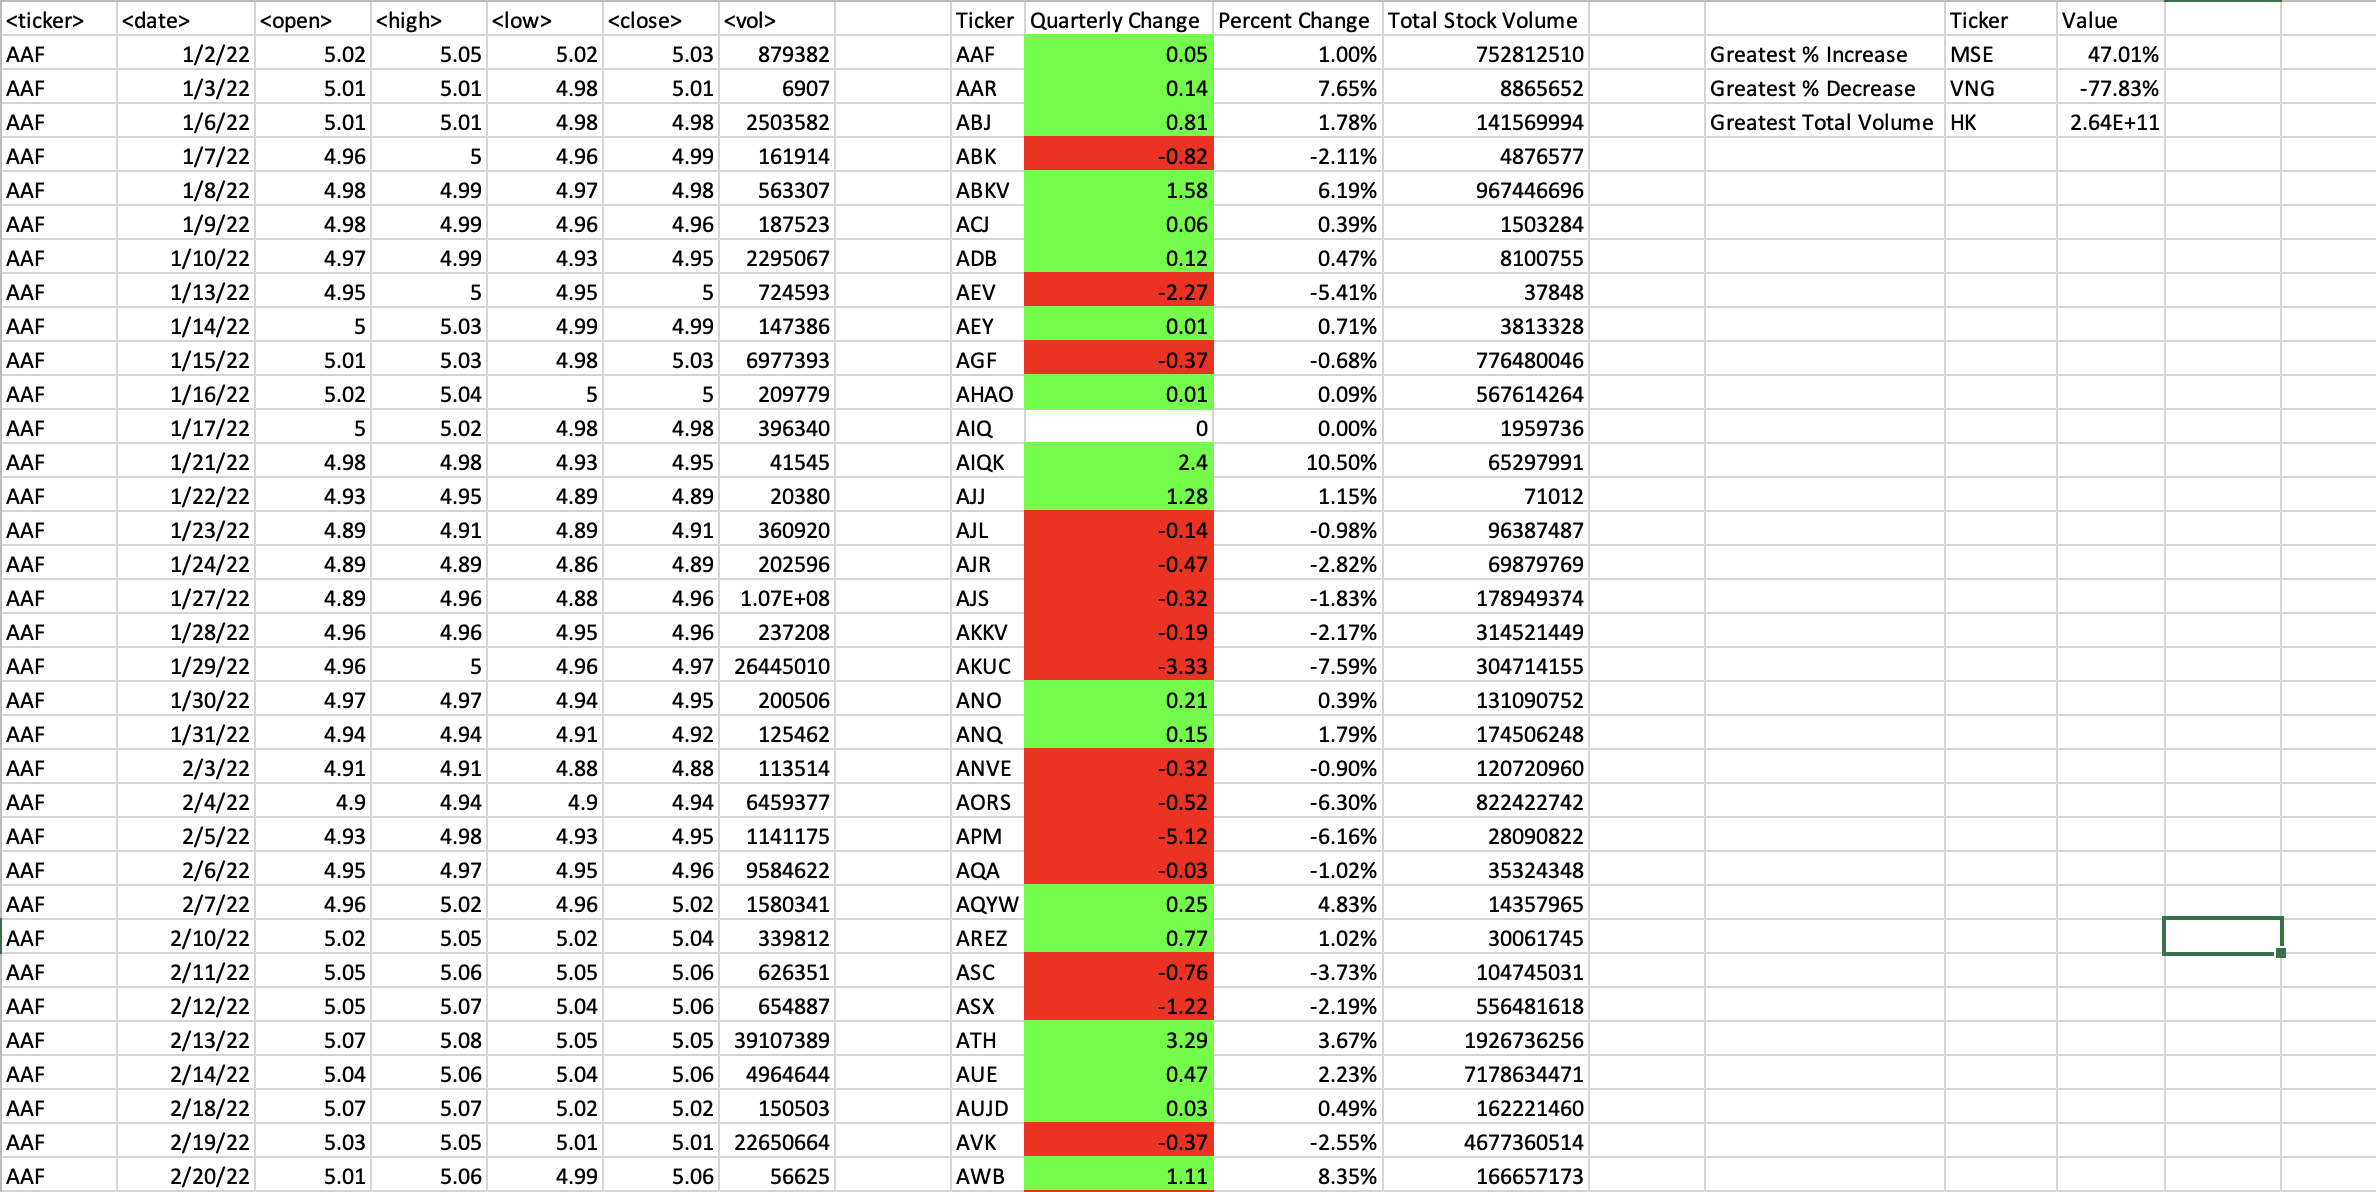 <ticker> <date> <open> <high> <low> <close> <vol> Ticker Quarterly Change Percent Change Total Stock Volume Ticker Value
AAF 1/2/22 5.02 5.05 5.02 5.03 879382 AAF 0.05 1.00% 752812510 Greatest % Increase MSE 47.01%
AAF 1/3/22 5.01 5.01 4.98 5.01 6907 AAR 0.14 7.65% 8865652 Greatest % Decrease VNG -77.83%
AAF 1/6/22 5.01 5.01 4.98 4.98 2503582 ABJ 0.81 1.78% 141569994 Greatest Total Volume HK 2.64E+11
AAF 1/7/22 4.96 5 4.96 4.99 161914 ABK -0.82 -2.11% 4876577
AAF 1/8/22 4.98 4.99 4.97 4.98 563307 ABKV 1.58 6.19% 967446696
AAF 1/9/22 4.98 4.99 4.96 4.96 187523 ACJ 0.06 0.39% 1503284
AAF 1/10/22 4.97 4.99 4.93 4.95 2295067 ADB 0.12 0.47% 8100755
AAF 1/13/22 4.95 5 4.95 5 724593 AEV -2.27 -5.41% 37848
AAF 1/14/22 5 5.03 4.99 4.99 147386 AEY 0.01 0.71% 3813328
AAF 1/15/22 5.01 5.03 4.98 5.03 6977393 AGF -0.37 -0.68% 776480046
AAF 1/16/22 5.02 5.04 5 5 209779 AHAO 0.01 0.09% 567614264
AAF 1/17/22 5 5.02 4.98 4.98 396340 AIQ 0 0.00% 1959736
AAF 1/21/22 4.98 4.98 4.93 4.95 41545 AIQK 2.4 10.50% 65297991
AAF 1/22/22 4.93 4.95 4.89 4.89 20380 AJJ 1.28 1.15% 71012
AAF 1/23/22 4.89 4.91 4.89 4.91 360920 AJL -0.14 -0.98% 96387487
AAF 1/24/22 4.89 4.89 4.86 4.89 202596 AJR -0.47 -2.82% 69879769
AAF 1/27/22 4.89 4.96 4.88 4.96 1.07E+08 AJS -0.32 -1.83% 178949374
AAF 1/28/22 4.96 4.96 4.95 4.96 237208 AKKV -0.19 -2.17% 314521449
AAF 1/29/22 4.96 5 4.96 4.97 26445010 AKUC -3.33 -7.59% 304714155
AAF 1/30/22 4.97 4.97 4.94 4.95 200506 ANO 0.21 0.39% 131090752
AAF 1/31/22 4.94 4.94 4.91 4.92 125462 ANQ 0.15 1.79% 174506248
AAF 2/3/22 4.91 4.91 4.88 4.88 113514 ANVE -0.32 -0.90% 120720960
AAF 2/4/22 4.9 4.94 4.9 4.94 6459377 AORS -0.52 -6.30% 822422742
AAF 2/5/22 4.93 4.98 4.93 4.95 1141175 APM -5.12 -6.16% 28090822
AAF 2/6/22 4.95 4.97 4.95 4.96 9584622 AQA -0.03 -1.02% 35324348
AAF 2/7/22 4.96 5.02 4.96 5.02 1580341 AQYW 0.25 4.83% 14357965
AAF 2/10/22 5.02 5.05 5.02 5.04 339812 AREZ 0.77 1.02% 30061745
AAF 2/11/22 5.05 5.06 5.05 5.06 626351 ASC -0.76 -3.73% 104745031
AAF 2/12/22 5.05 5.07 5.04 5.06 654887 ASX -1.22 -2.19% 556481618
AAF 2/13/22 5.07 5.08 5.05 5.05 39107389 ATH 3.29 3.67% 1926736256
AAF 2/14/22 5.04 5.06 5.04 5.06 4964644 AUE 0.47 2.23% 7178634471
AAF 2/18/22 5.07 5.07 5.02 5.02 150503 AUJD 0.03 0.49% 162221460
AAF 2/19/22 5.03 5.05 5.01 5.01 22650664 AVK -0.37 -2.55% 4677360514
AAF 2/20/22 5.01 5.06 4.99 5.06 56625 AWB 1.11 8.35% 166657173